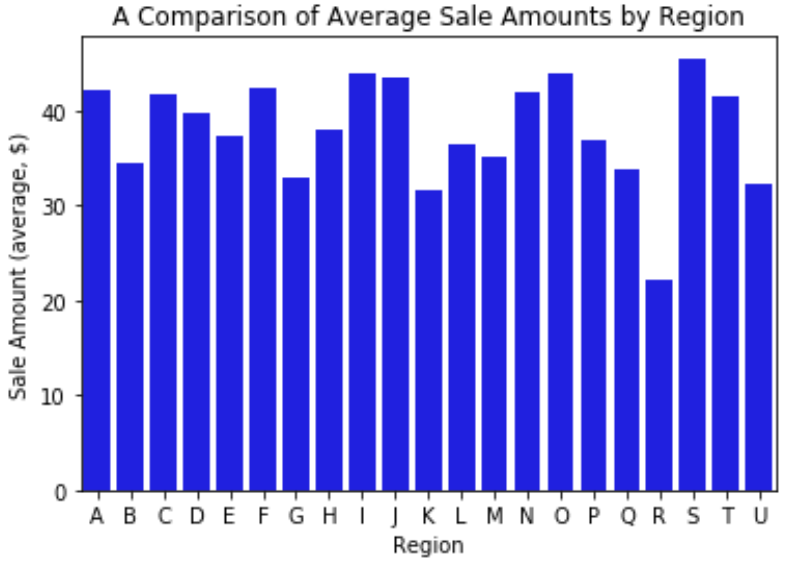 A Comparison of Average Sale Amounts by Region
Sale Amount (average, $)
40
30
20
10
0
A B C D E F G H I J K L M N O P Q R S T U
Region